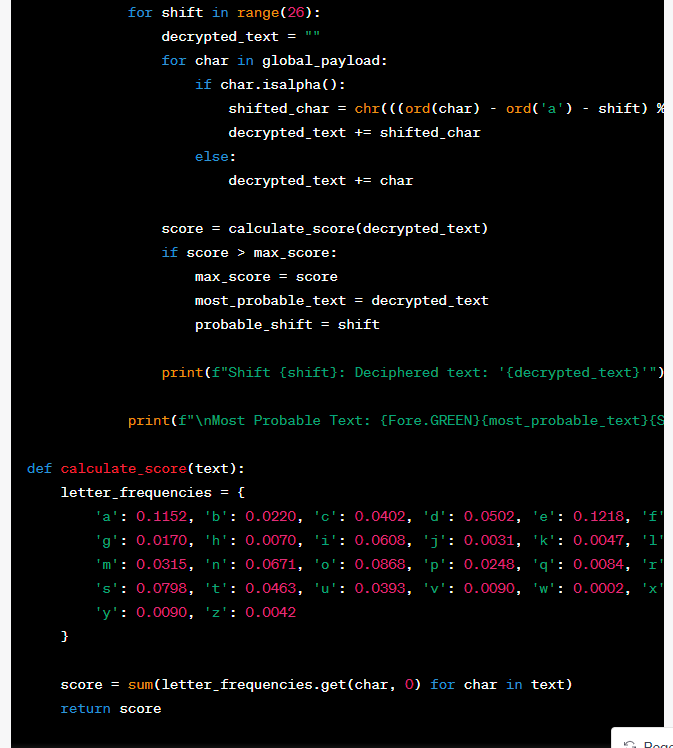 for shift in range(26):
decrypted_text = ""
for char in global_payload:
if char.isalpha():
shifted_char = chr(((ord(char) - ord('a') - shift) %
decrypted_text += shifted_char
else:
decrypted_text += char
score = calculate_score(decrypted_text)
if score > max_score:
max_score = score
most_probable_text = decrypted_text
probable_shift = shift
print(f"Shift {shift}: Deciphered text: '{decrypted_text}'")
print(f"\nMost Probable Text: {Fore.GREEN}{most_probable_text}{S
def calculate_score(text):
letter_frequencies = {
'a': 0.1152, 'b': 0.0220, 'c': 0.0402, 'd': 0.0502, 'e': 0.1218, 'f'
'g': 0.0170, 'h': 0.0070, 'i': 0.0608, 'j': 0.0031, 'k': 0.0047, 'l'
'm': 0.0315, 'n': 0.0671, 'o': 0.0868, 'p': 0.0248, 'q': 0.0084, 'r'
's': 0.0798, 't': 0.0463, 'u': 0.0393, 'v': 0.0090, 'w': 0.0002, 'x'
'y': 0.0090, 'z': 0.0042
}
score = sum(letter_frequencies.get(char, 0) for char in text)
return score